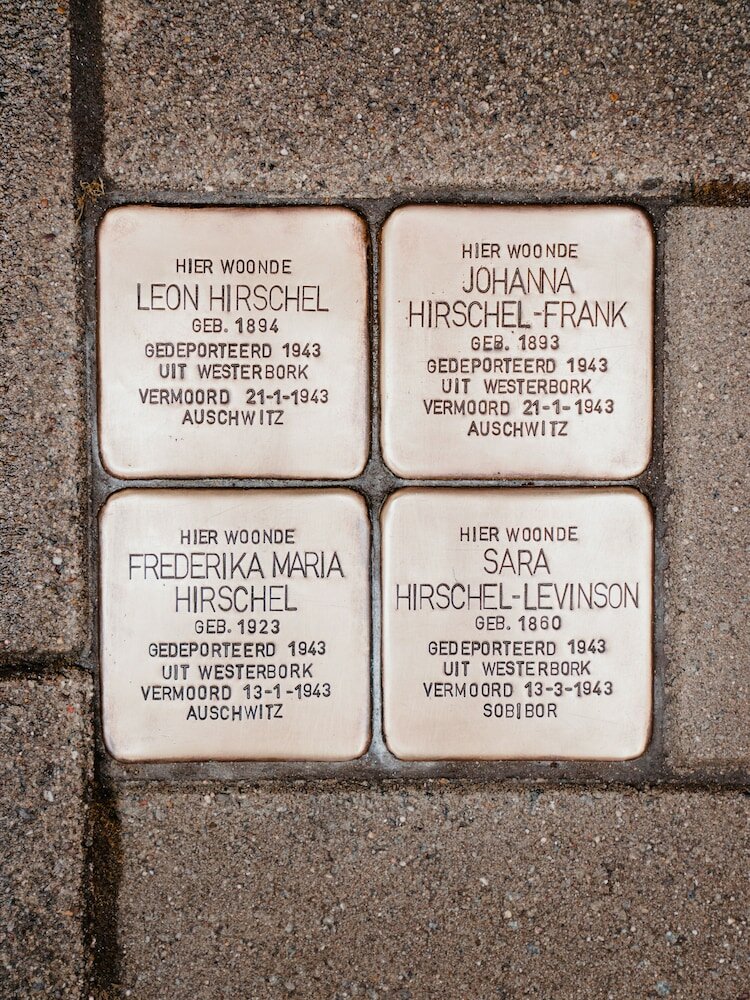 HIER WOONDE
LEON HIRSCHEL
GEB. 1894
GEDEPORTEERD 1943
UIT WESTERBORK
VERMOORD 21-1-1943
AUSCHWITZ
HIER WOONDE
JOHANNA
HIRSCHEL-FRANK
GEB. 1893
GEDEPORTEERD 1943
UIT WESTERBORK
VERMOORD 21-1-1943
AUSCHWITZ
HIER WOONDE
FREDERIKA MARIA
HIRSCHEL
GEB. 1923
GEDEPORTEERD 1943
UIT WESTERBORK
VERMOORD 13-1-1943
AUSCHWITZ
HIER WOONDE
SARA
HIRSCHEL-LEVINSON
GEB. 1860
GEDEPORTEERD 1943
UIT WESTERBORK
VERMOORD 13-3-1943
SOBIBOR